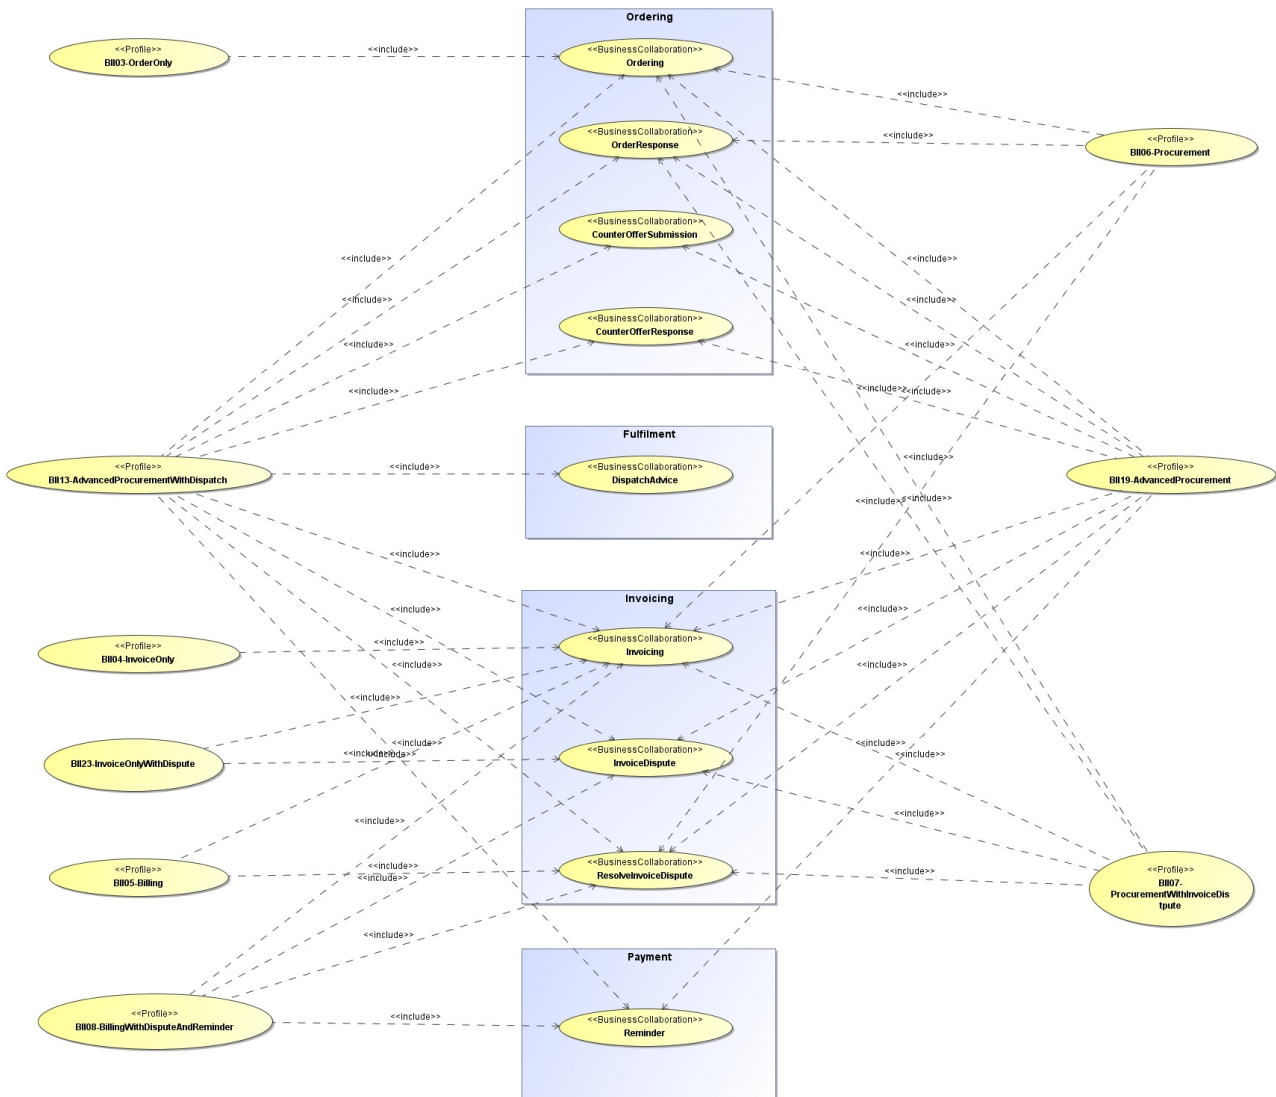 Ordering
<<Profile>>
BII03-OrderOnly
<<include>>
<<BusinessCollaboration>>
Ordering
<<include>>
<<BusinessCollaboration>>
OrderResponse
<<include>>
<<Profile>>
BII06-Procurement
<<BusinessCollaboration>>
CounterOfferSubmission
<<include>>
<<include>>
<<include>>
<<include>>
<<include>>
<<BusinessCollaboration>>
CounterOfferResponse
<<include>>
<<include>>
<<include>>
<<include>>
<<include>>
Fulfilment
<<Profile>>
BII13-AdvancedProcurementWithDispatch
<<include>>
<<BusinessCollaboration>>
DispatchAdvice
<<include>>
<<Profile>>
BII19-AdvancedProcurement
<<include>>
<<include>>
<<include>>
<<include>>
Invoicing
<<Profile>>
BII04-InvoiceOnly
<<include>>
<<BusinessCollaboration>>
Invoicing
<<include>>
<<include>>
<<include>>
<<include>>
<<include>>
BII23-InvoiceOnlyWithDispute
<<include>>
<<include>>
<<BusinessCollaboration>>
InvoiceDispute
<<include>>
<<include>>
<<include>>
<<Profile>>
BII05-Billing
<<include>>
<<include>>
<<BusinessCollaboration>>
ResolveInvoiceDispute
<<include>>
<<Profile>>
BII07-
ProcurementWithInvoiceDis
tpute
<<include>>
Payment
<<Profile>>
BII08-BillingWithDisputeAndReminder
<<include>>
<<BusinessCollaboration>>
Reminder